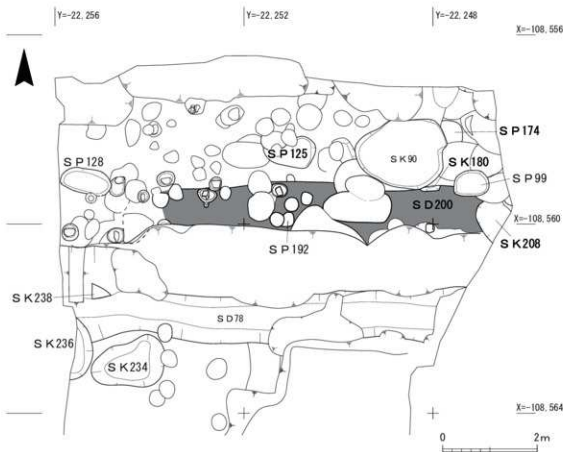 Y=-22,256
Y=-22,252
Y=-22,248
X=-108,556
SP174
SP125
SP128
SK90
SK180
SP99
SD200
X=-108,560
SP192
SK208
SK238
SD78
SK236
SK234
X=-108,564
0 2m